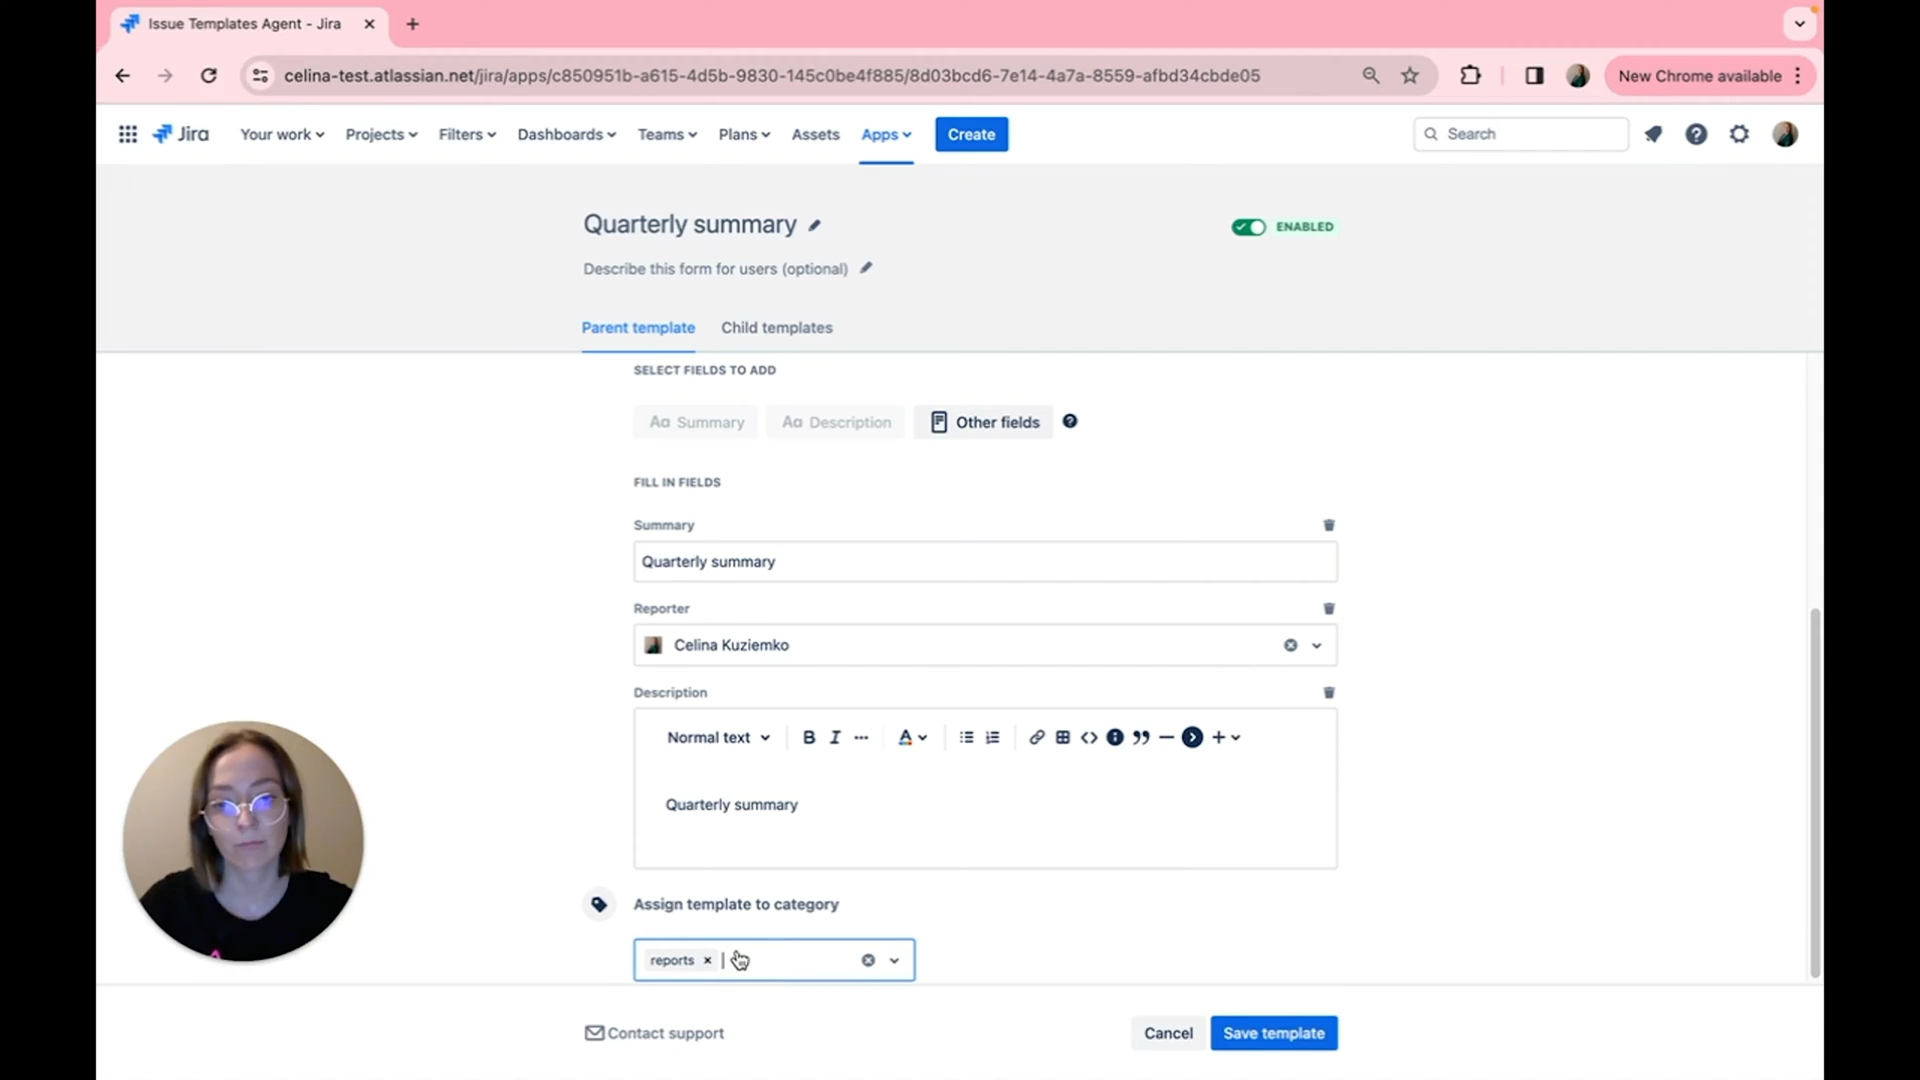 Issue Templates Agent - Jira
celina-test.atlassian.net/jira/apps/c850951b-a615-4d5b-9830-145c0be4f885/8d03bcd6-7e14-4a7a-8559-afbd34cbde05
New Chrome available
Jira
Your work
Projects
Filters
Dashboards
Teams
Plans
Assets
Apps
Create
Search
Quarterly summary
ENABLED
Describe this form for users (optional)
Parent template
Child templates
SELECT FIELDS TO ADD
Aa Summary
Aa Description
Other fields
FILL IN FIELDS
Summary
Quarterly summary
Reporter
Celina Kuziemko
Description
Normal text
B I A
Quarterly summary
Assign template to category
reports
Contact support
Cancel
Save template